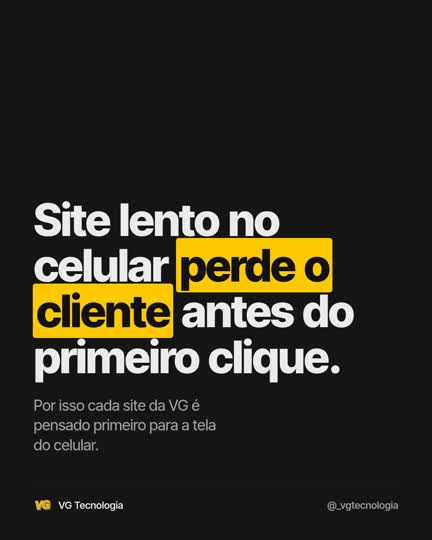 Site lento no
celular perde o
cliente antes do
primeiro clique.
Por isso cada site da VG é
pensado primeiro para a tela
do celular.
VG VG Tecnologia
@_vgtecnologia